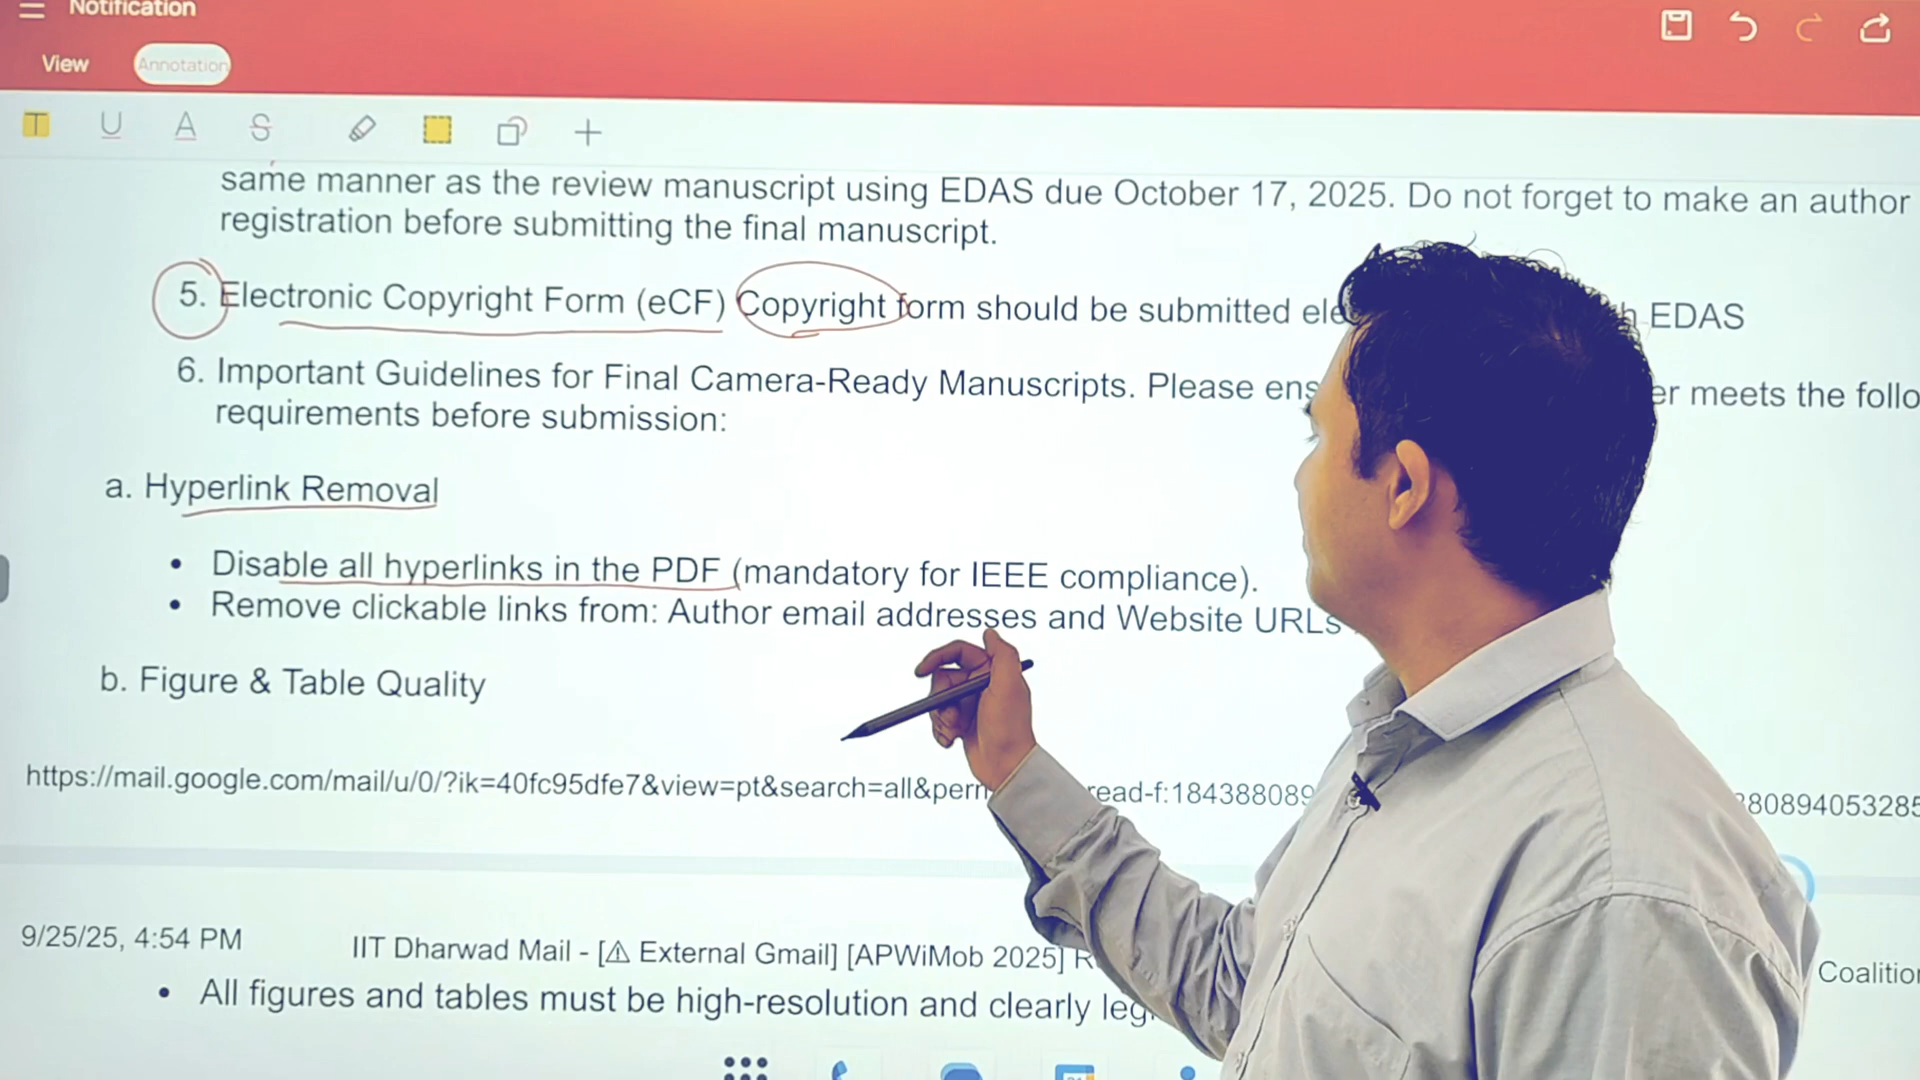 Notification
View Annotation
T U A S
same manner as the review manuscript using EDAS due October 17, 2025. Do not forget to make an author
registration before submitting the final manuscript.
5. Electronic Copyright Form (eCF) Copyright form should be submitted EDAS
6. Important Guidelines for Final Camera-Ready Manuscripts. Please meets the
requirements before submission:
a. Hyperlink Removal
• Disable all hyperlinks in the PDF (mandatory for IEEE compliance).
• Remove clickable links from: Author email addresses and Website URLs
b. Figure & Table Quality
https://mail.google.com/mail/u/0/?ik=40fc95dfe7&view=pt&search=all&perm read-f:184388089 80894053285
9/25/25, 4:54 PM IIT Dharwad Mail - [⚠ External Gmail] [APWiMob 2025]
• All figures and tables must be high-resolution and clearly